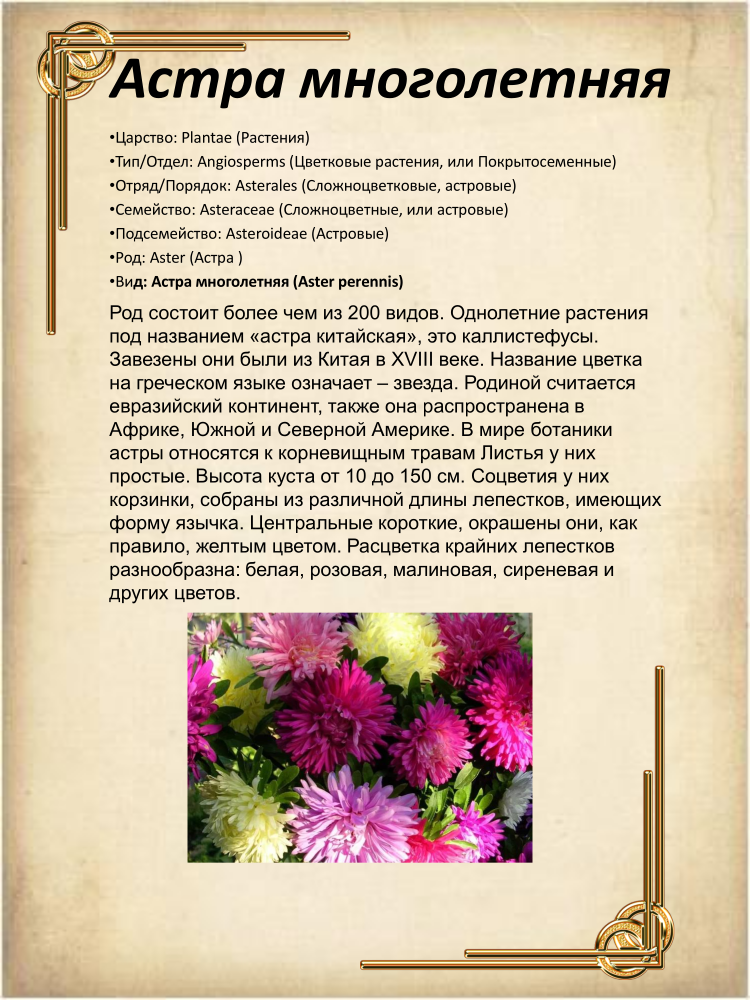 Астра многолетняя
•Царство: Plantae (Растения)
•Тип/Отдел: Angiosperms (Цветковые растения, или Покрытосеменные)
•Отряд/Порядок: Asterales (Сложноцветковые, астровые)
•Семейство: Asteraceae (Сложноцветные, или астровые)
•Подсемейство: Asteroideae (Астровые)
•Род: Aster (Астра )
•Вид: Астра многолетняя (Aster perennis)
Род состоит более чем из 200 видов. Однолетние растения
под названием «астра китайская», это каллистефусы.
Завезены они были из Китая в XVIII веке. Название цветка
на греческом языке означает – звезда. Родиной считается
евразийский континент, также она распространена в
Африке, Южной и Северной Америке. В мире ботаники
астры относятся к корневищным травам Листья у них
простые. Высота куста от 10 до 150 см. Соцветия у них
корзинки, собраны из различной длины лепестков, имеющих
форму язычка. Центральные короткие, окрашены они, как
правило, желтым цветом. Расцветка крайних лепестков
разнообразна: белая, розовая, малиновая, сиреневая и
других цветов.